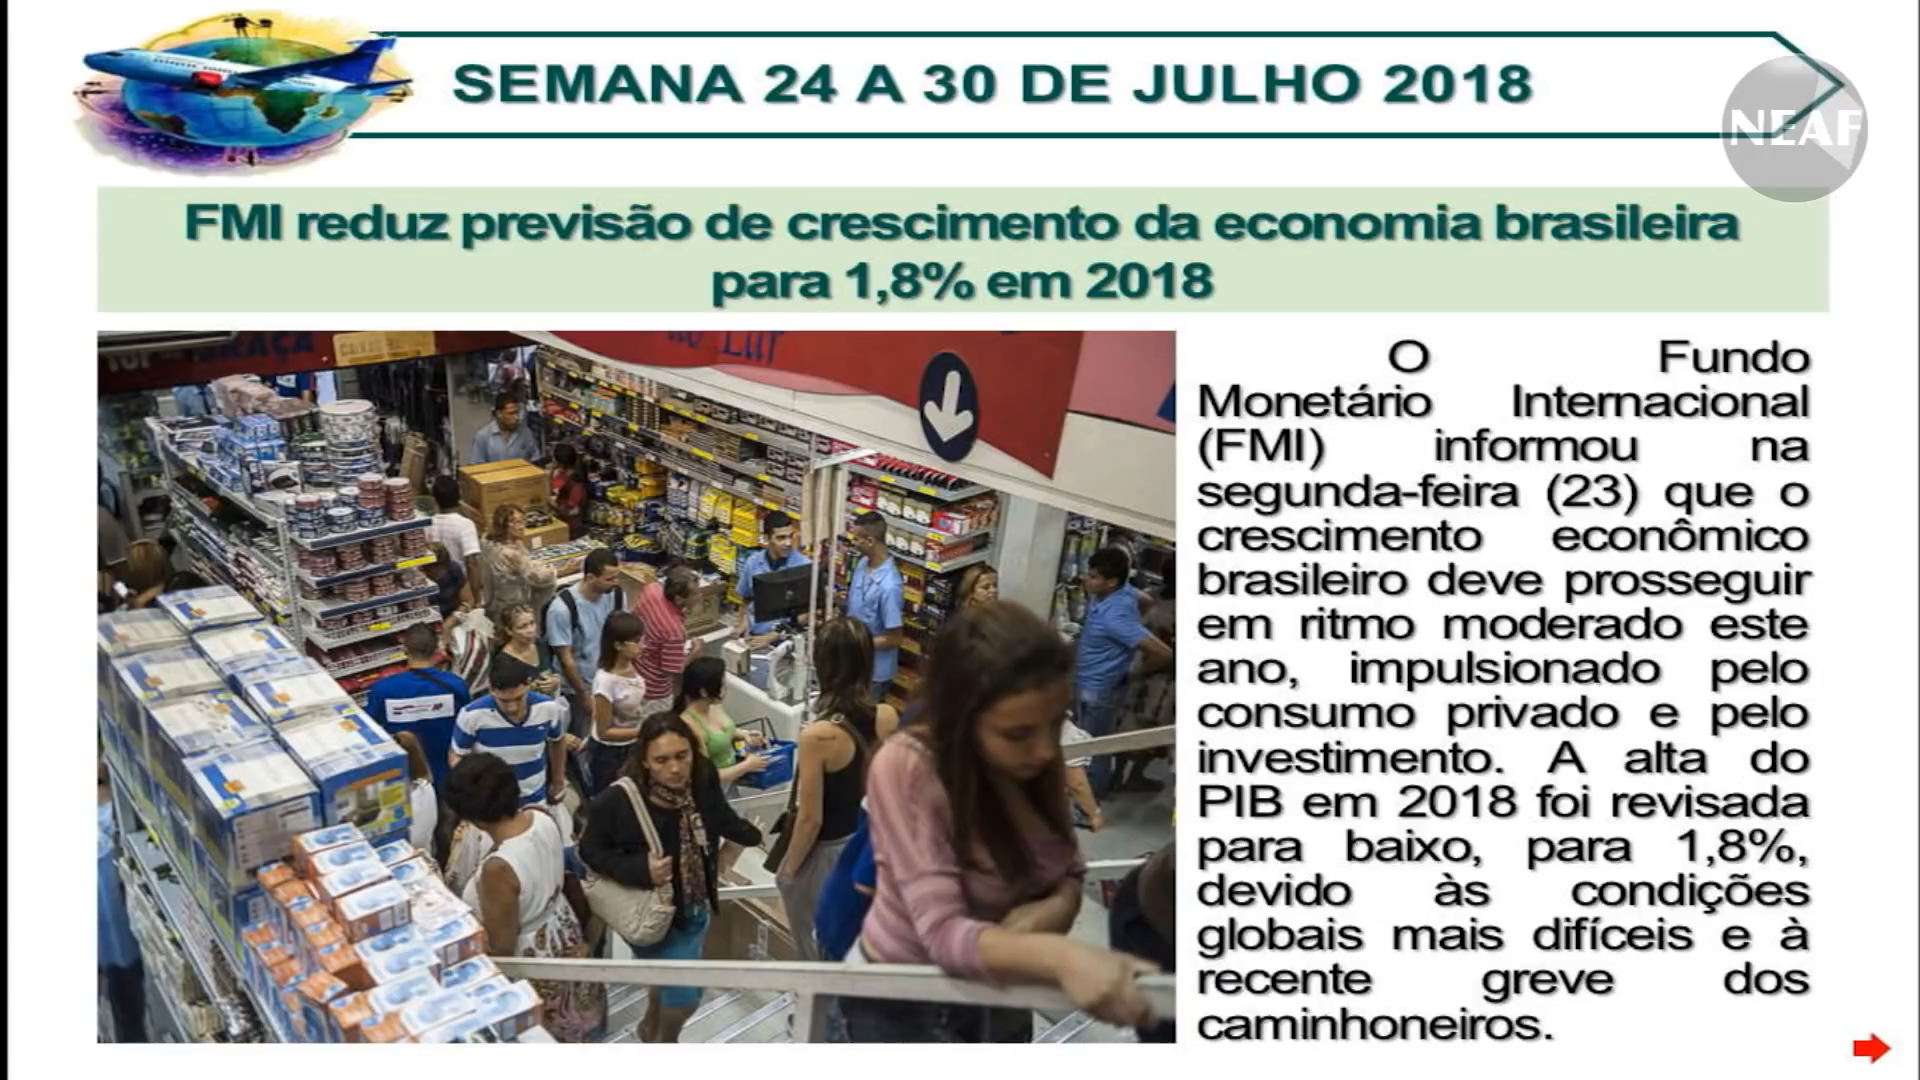 SEMANA 24 A 30 DE JULHO 2018
NEAF
FMI reduz previsão de crescimento da economia brasileira
para 1,8% em 2018
O Fundo
Monetário Internacional
(FMI) informou na
segunda-feira (23) que o
crescimento econômico
brasileiro deve prosseguir
em ritmo moderado este
ano, impulsionado pelo
consumo privado e pelo
investimento. A alta do
PIB em 2018 foi revisada
para baixo, para 1,8%,
devido às condições
globais mais difíceis e à
recente greve dos
caminhoneiros.